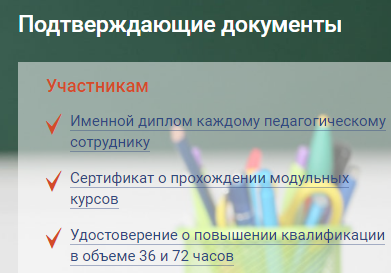 Подтверждающие документы
Участникам
Именной диплом каждому педагогическому
сотруднику
Сертификат о прохождении модульных
курсов
Удостоверение о повышении квалификации
в объеме 36 и 72 часов